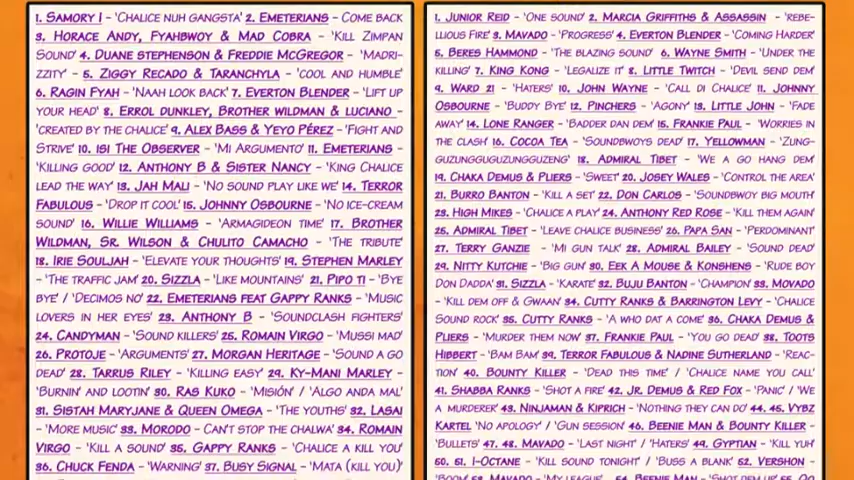 1. Samory I - 'Chalice nuh gangsta' 2. Emeterians - Come back
3. Horace Andy, Fyahbwoy & Mad Cobra - 'Kill Zimpan
Sound' 4. Duane Stephenson & Freddie McGregor - 'Madri-
zzity' - 5. Ziggy Recado & Taranchyla - 'Cool and humble'
6. Ragin Fyah - 'Naah look back' 7. Everton Blender - 'Lift up
your head' 8. Errol Dunkley, Brother Wildman & Luciano -
'Created by the chalice' 9. Alex Bass & Yeyo Pérez - 'Fight and
strive' 10. Isi The Observer - 'Mi Argumento' 11. Emeterians -
'Killing good' 12. Anthony B & Sister Nancy - 'King Chalice
lead the way' 13. Jah Mali - 'No sound play like we' 14. Terror
Fabulous - 'Drop it cool' 15. Johnny Osbourne - 'No ice-cream
sound' 16. Willie Williams - 'Armagideon time' 17. Brother
Wildman, Sr. Wilson & Chulito Camacho - 'The tribute'
18. Irie Souljah - 'Elevate your thoughts' 19. Stephen Marley
- 'The traffic jam' 20. Sizzla - 'Like mountains' 21. Pipo Ti - 'Bye
bye' / 'Decimos no' 22. Emeterians feat Gappy Ranks - 'Music
lovers in her eyes' 23. Anthony B - 'Soundclash fighters'
24. Candyman - 'Sound killers' 25. Romain Virgo - 'Mussi mad'
26. Protoje - 'Arguments' 27. Morgan Heritage - 'Sound a go
dead' 28. Tarrus Riley - 'Killing easy' 29. Ky-Mani Marley -
'Burnin' and lootin' 30. Ras Kuko - 'Misión' / 'Algo anda mal'
31. Sistah Maryjane & Queen Omega - 'The youths' 32. Lasai
- 'More music' 33. Morodo - Can't stop the chalwa' 34. Romain
Virgo - 'Kill a sound' 35. Gappy Ranks - 'Chalice a kill you'
36. Chuck Fenda - 'Warning' 37. Busy Signal - 'Mata (kill you)'
1. Junior Reid - 'One sound' 2. Marcia Griffiths & Assassin - 'Rebe-
llious fire' 3. Mavado - 'Progress' 4. Everton Blender - 'Coming harder'
5. Beres Hammond - 'The blazing sound' 6. Wayne Smith - 'Under the
killing' 7. King Kong - 'Legalize it' 8. Little Twitch - 'Devil send dem'
9. Ward 21 - 'Haters' 10. John Wayne - 'Call di Chalice' 11. Johnny
Osbourne - 'Buddy bye' 12. Pinchers - 'Agony' 13. Little John - 'Fade
away' 14. Lone Ranger - 'Badder dan dem' 15. Frankie Paul - 'Worries in
the clash' 16. Cocoa Tea - 'Soundbwoys dead' 17. Yellowman - 'Zung-
guzungguguzungguzeng' 18. Admiral Tibet - 'We a go hang dem'
19. Chaka Demus & Pliers - 'Sweet' 20. Josey Wales - 'Control the area'
21. Burro Banton - 'Kill a set' 22. Don Carlos - 'Soundbwoy big mouth'
23. High Mikes - 'Chalice a play' 24. Anthony Red Rose - 'Kill them again'
25. Admiral Tibet - 'Leave chalice business' 26. Papa San - 'Perdominant'
27. Terry Ganzie - 'Mi gun talk' 28. Admiral Bailey - 'Sound dead'
29. Nitty Kutchie - 'Big gun' 30. Eek A Mouse & Konshens - 'Rude boy
Don Dadda' 31. Sizzla - 'Karate' 32. Buju Banton - 'Champion' 33. Movado
- 'Kill dem off & gwaan' 34. Cutty Ranks & Barrington Levy - 'Chalice
sound rock' 35. Cutty Ranks - 'A who dat a come' 36. Chaka Demus &
Pliers - 'Murder them now' 37. Frankie Paul - 'You go dead' 38. Toots
Hibbert - 'Bam Bam' 39. Terror Fabulous & Nadine Sutherland - 'Reac-
tion' 40. Bounty Killer - 'Dead this time' / 'Chalice name you call'
41. Shabba Ranks - 'Shot a fire' 42. Jr. Demus & Red Fox - 'Panic' / 'We
a murderer' 43. Ninjaman & Kiprich - 'Nothing they can do' 44. 45. Vybz
Kartel 'No apology' / 'Gun session' 46. Beenie Man & Bounty Killer -
'Bullets' 47. 48. Mavado - 'Last night' / 'Haters' 49. Gyptian - 'Kill yuh'
50. 51. I-Octane - 'Kill sound tonight' / 'Buss a blank' 52. Vershon -
'Boom' 53. Mavado - 'My league' 54. Beenie Man - 'Shot dem up' 55.